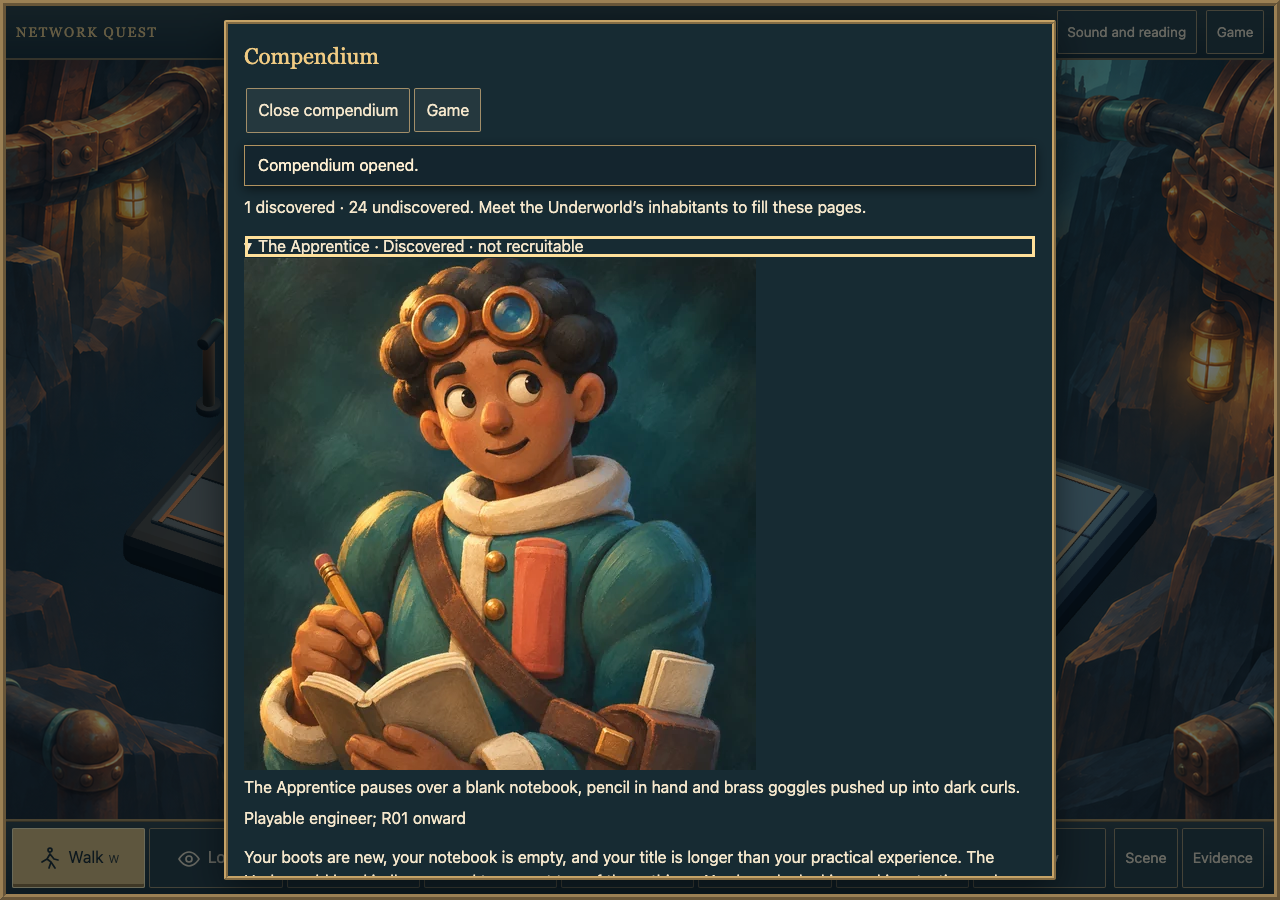 NETWORK QUEST
Sound and reading
Game
Compendium
Close compendium
Game
Compendium opened.
1 discovered · 24 undiscovered. Meet the Underworld’s inhabitants to fill these pages.
▾ The Apprentice · Discovered · not recruitable
The Apprentice pauses over a blank notebook, pencil in hand and brass goggles pushed up into dark curls.
Playable engineer; R01 onward
Your boots are new, your notebook is empty, and your title is longer than your practical experience. The
Walk W
Lo
Scene
Evidence